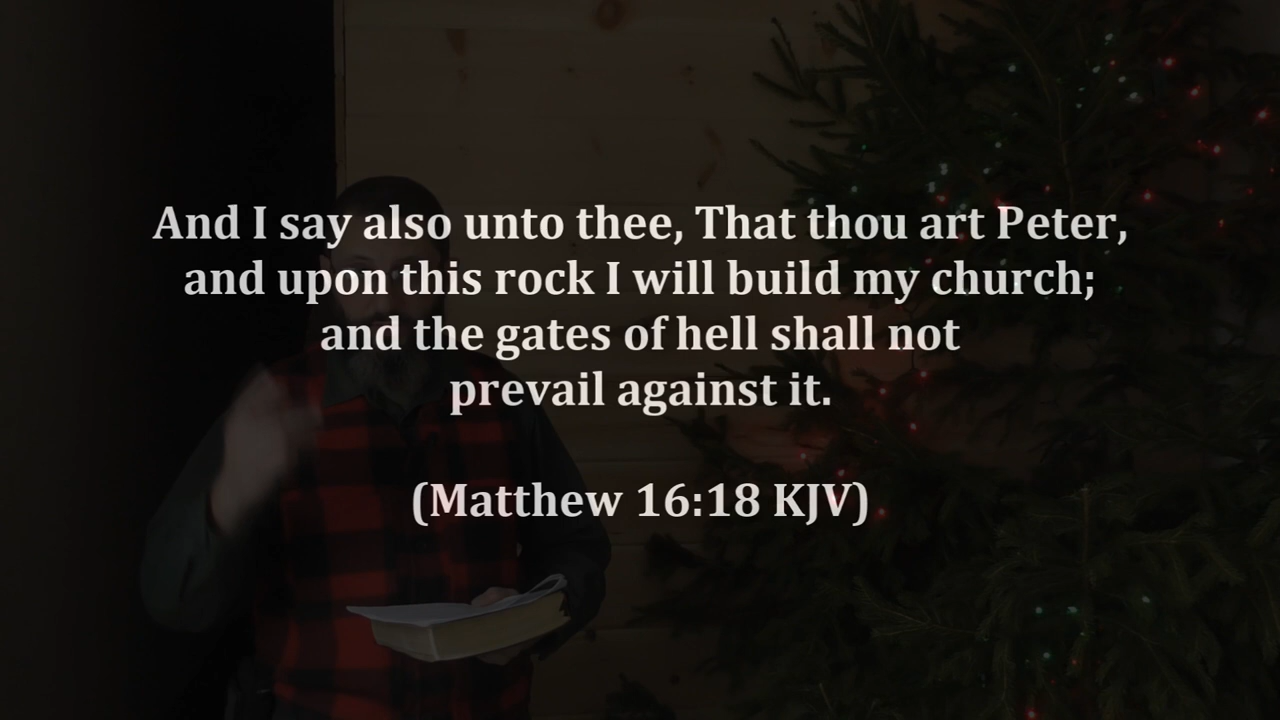 And I say also unto thee, That thou art Peter,
and upon this rock I will build my church;
and the gates of hell shall not
prevail against it.
(Matthew 16:18 KJV)